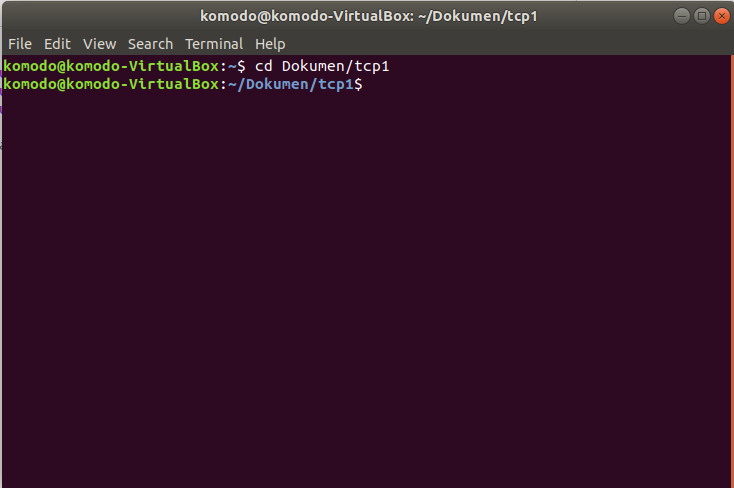 komodo@komodo-VirtualBox: ~/Dokumen/tcp1
File Edit View Search Terminal Help
komodo@komodo-VirtualBox:~$ cd Dokumen/tcp1
komodo@komodo-VirtualBox:~/Dokumen/tcp1$